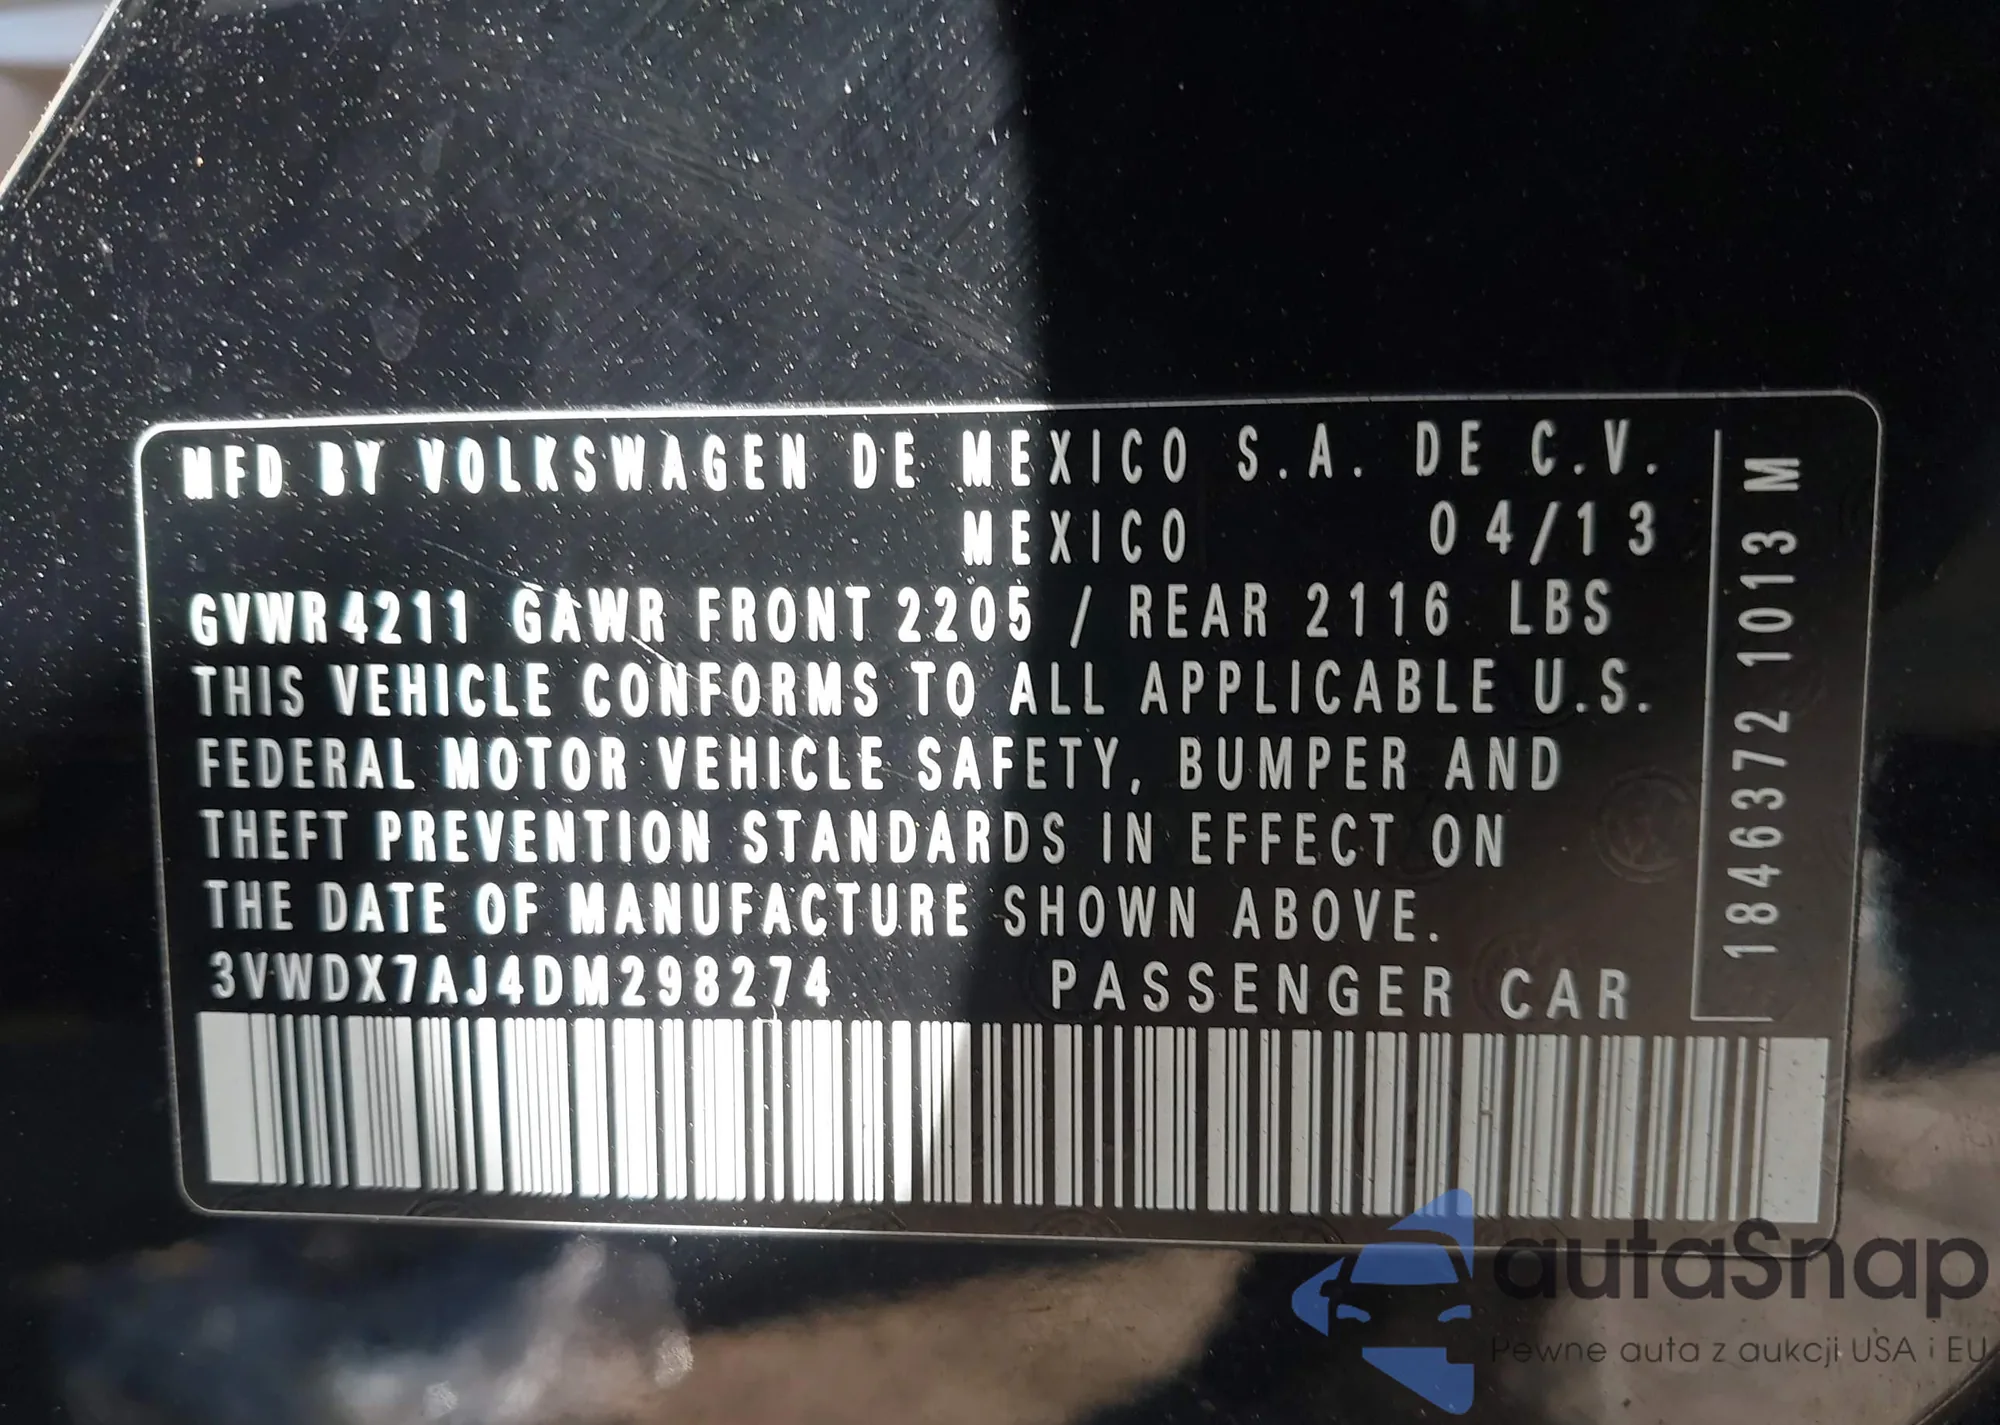 MFD BY VOLKSWAGEN DE MEXICO S.A. DE C.V.
MEXICO 04/13
GVWR 4211 GAWR FRONT 2205 / REAR 2116 LBS
THIS VEHICLE CONFORMS TO ALL APPLICABLE U.S.
FEDERAL MOTOR VEHICLE SAFETY, BUMPER AND
THEFT PREVENTION STANDARDS IN EFFECT ON
THE DATE OF MANUFACTURE SHOWN ABOVE.
3VWDX7AJ4DM298274 PASSENGER CAR
1846372 1013 M
autaSnap
Pewne auta z aukcji USA i EU